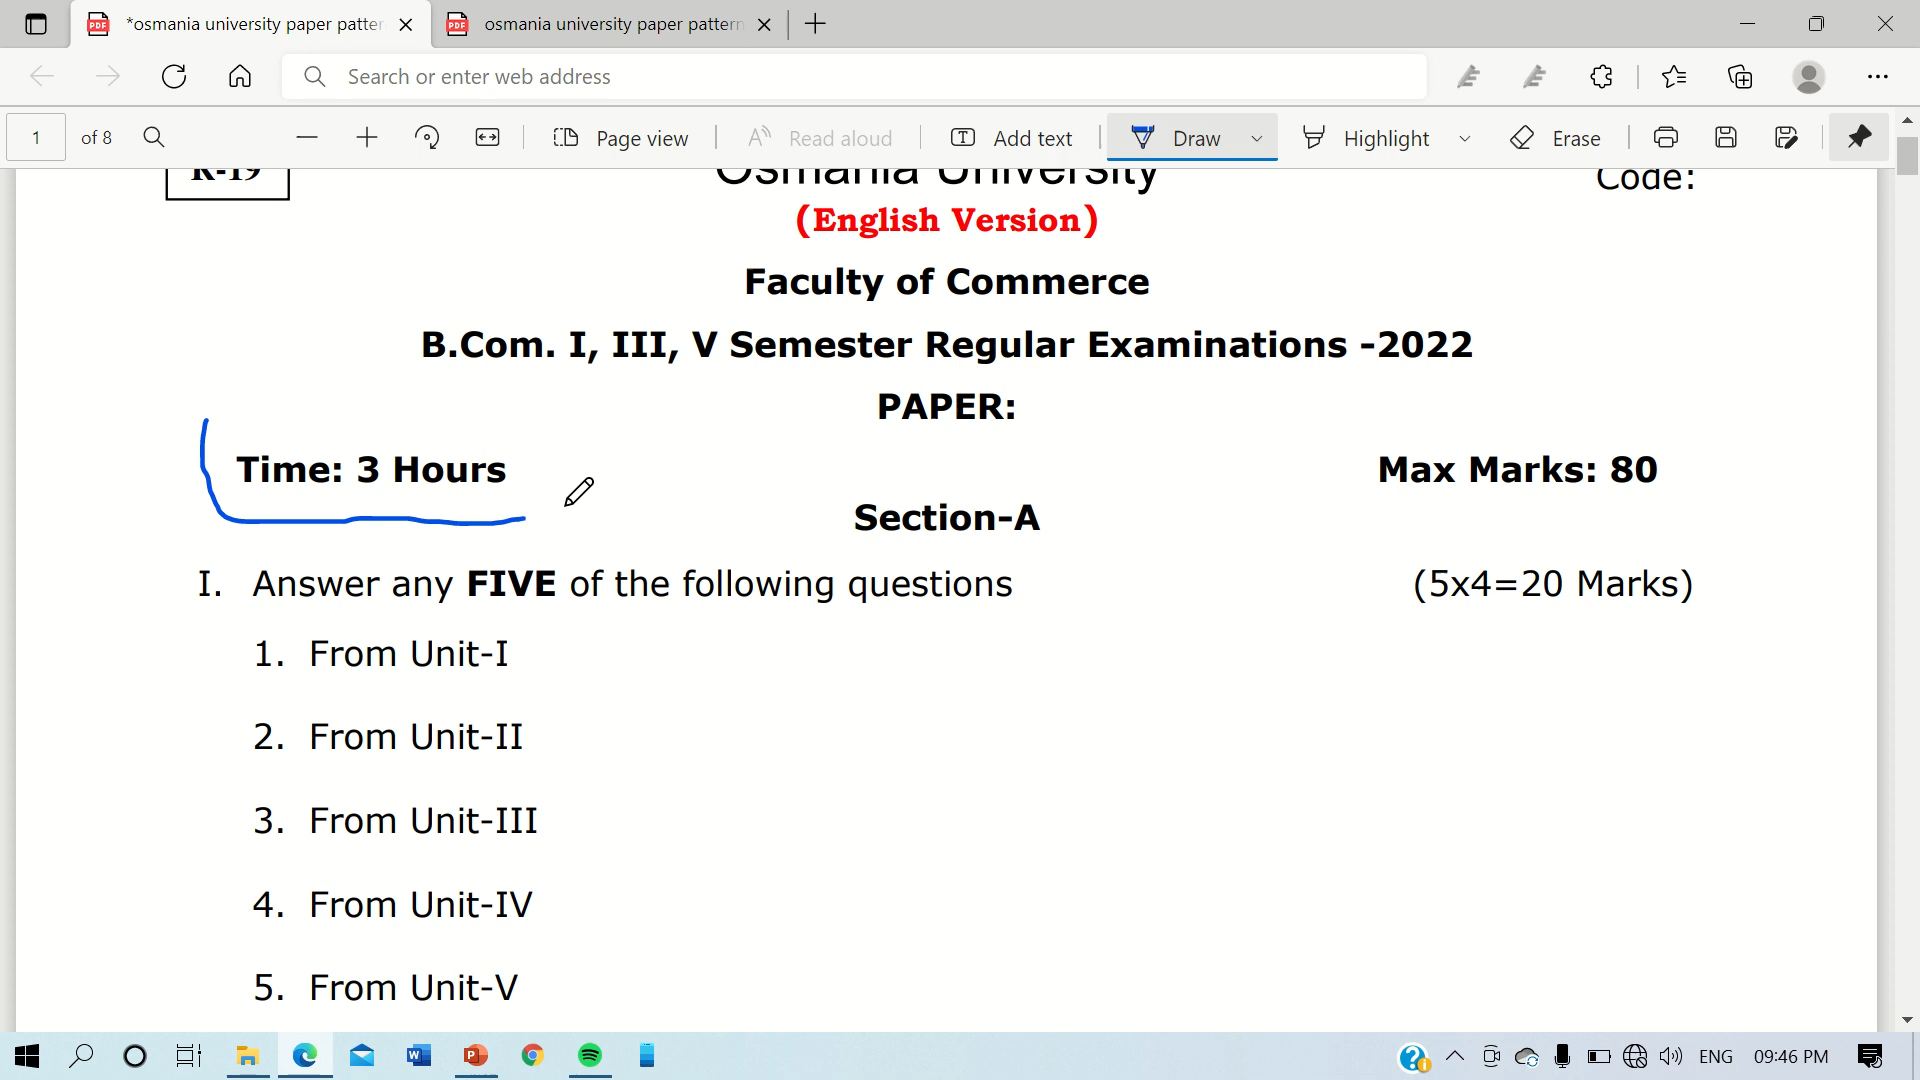 *osmania university paper patter
osmania university paper pattern
Search or enter web address
1 of 8
Page view
Read aloud
Add text
Draw
Highlight
Erase
R-19
Osmania University
Code:
(English Version)
Faculty of Commerce
B.Com. I, III, V Semester Regular Examinations -2022
PAPER:
Time: 3 Hours
Max Marks: 80
Section-A
I. Answer any FIVE of the following questions (5x4=20 Marks)
1. From Unit-I
2. From Unit-II
3. From Unit-III
4. From Unit-IV
5. From Unit-V
ENG
09:46 PM